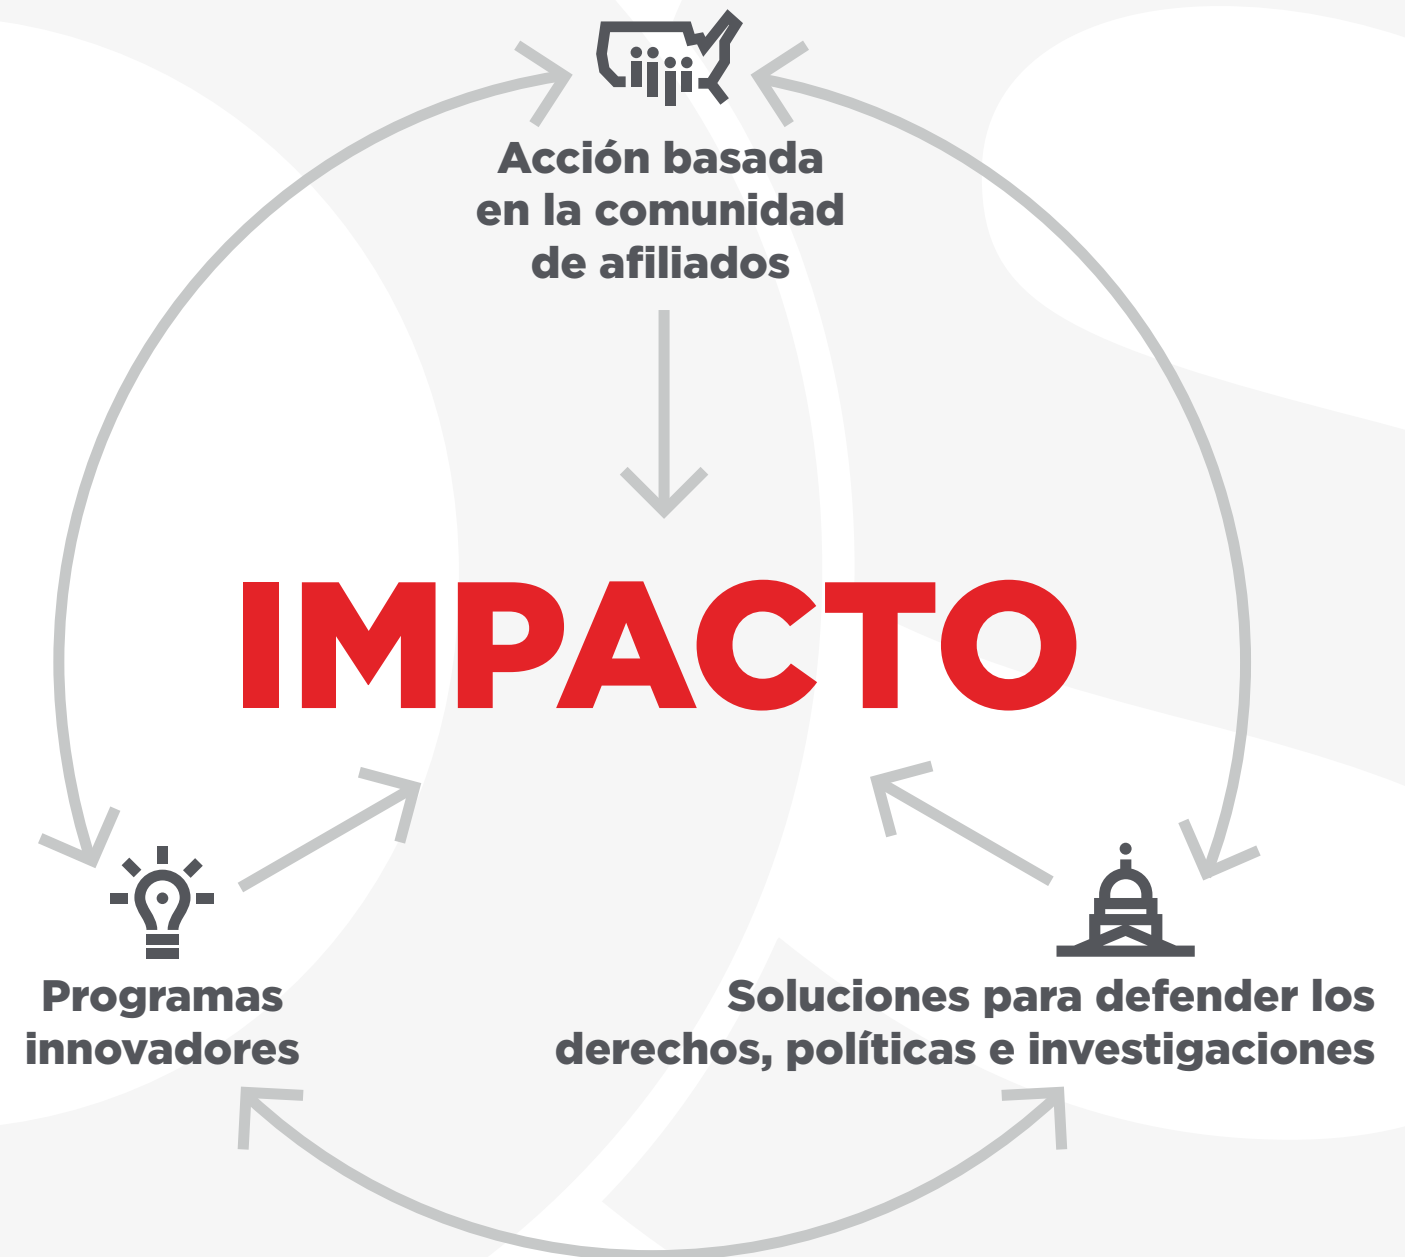 Acción basada
en la comunidad
de afiliados
IMPACTO
Programas
innovadores
Soluciones para defender los
derechos, políticas e investigaciones